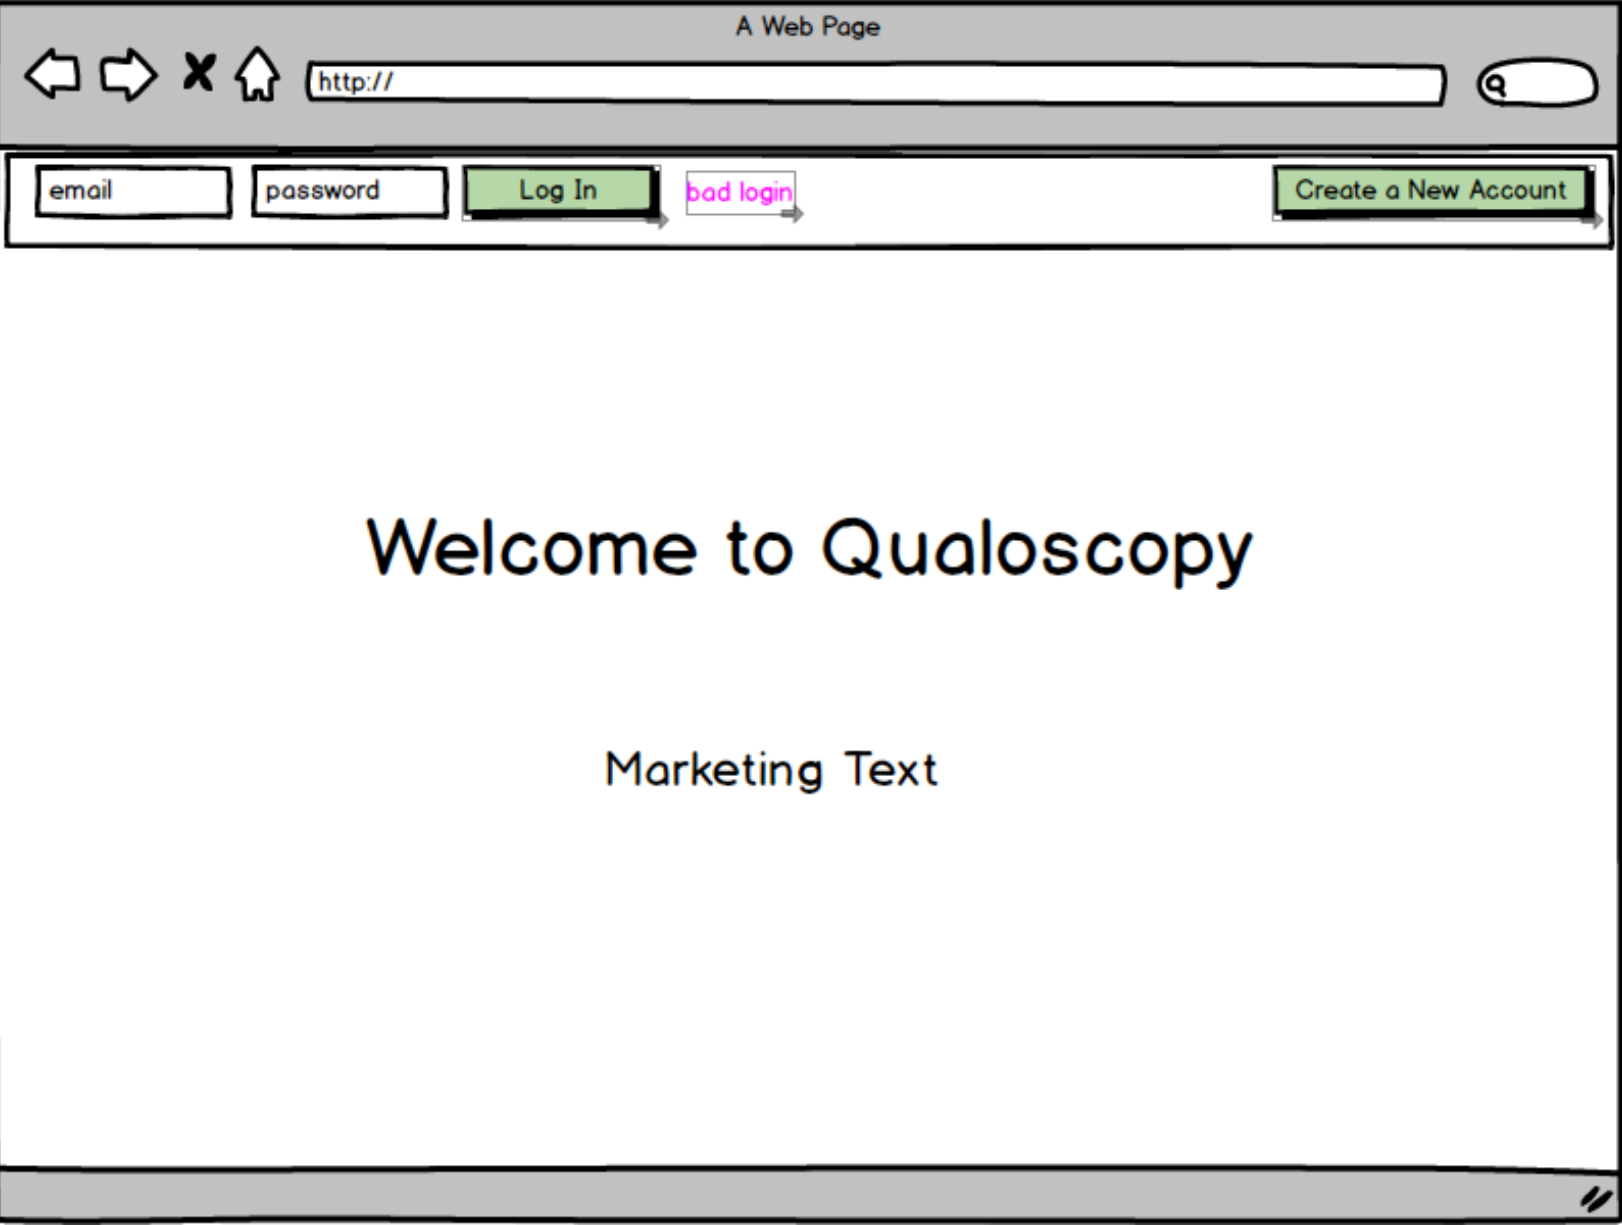 A Web Page
http://
email password Log In bad login Create a New Account
Welcome to Qualoscopy
Marketing Text